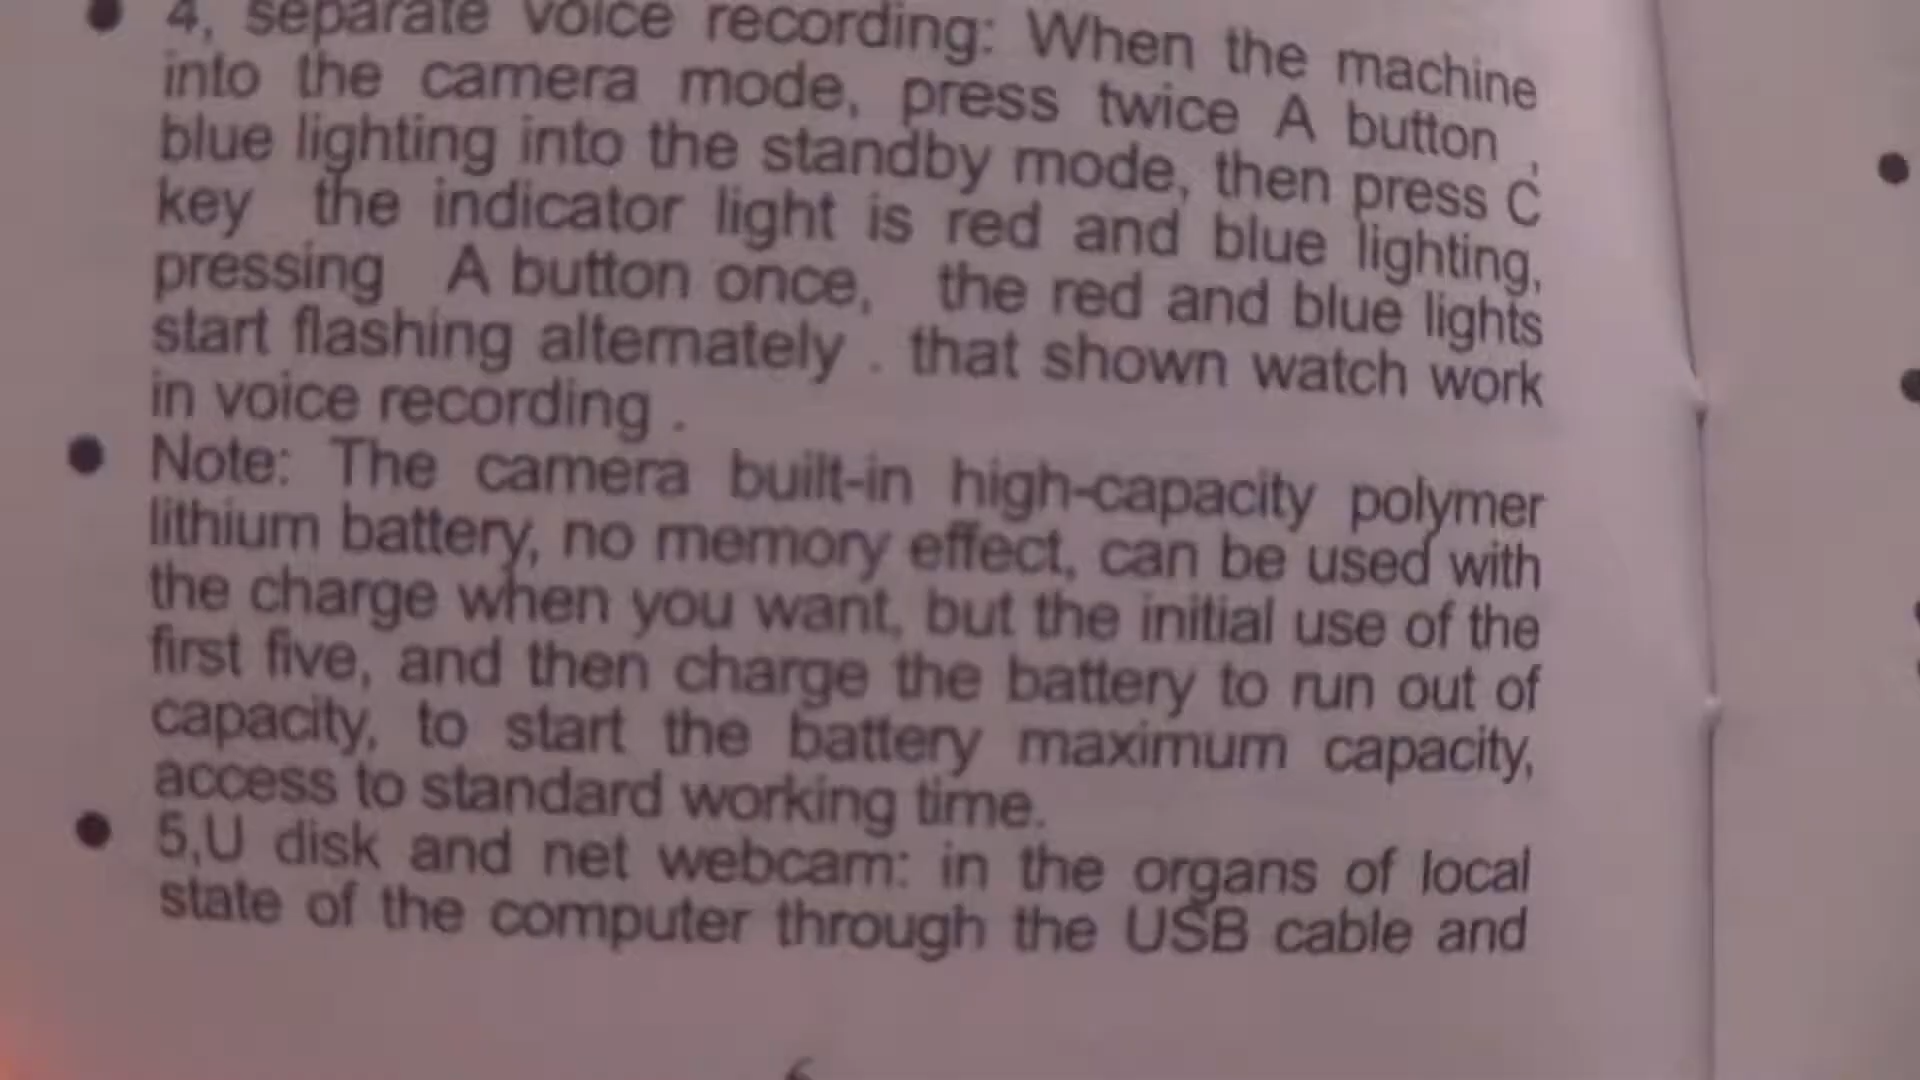 ● 4, separate voice recording: When the machine
into the camera mode, press twice A button ,
blue lighting into the standby mode, then press C
key the indicator light is red and blue lighting,
pressing A button once, the red and blue lights
start flashing alternately . that shown watch work
in voice recording .
● Note: The camera built-in high-capacity polymer
lithium battery, no memory effect, can be used with
the charge when you want, but the initial use of the
first five, and then charge the battery to run out of
capacity, to start the battery maximum capacity,
access to standard working time.
● 5,U disk and net webcam: in the organs of local
state of the computer through the USB cable and
6